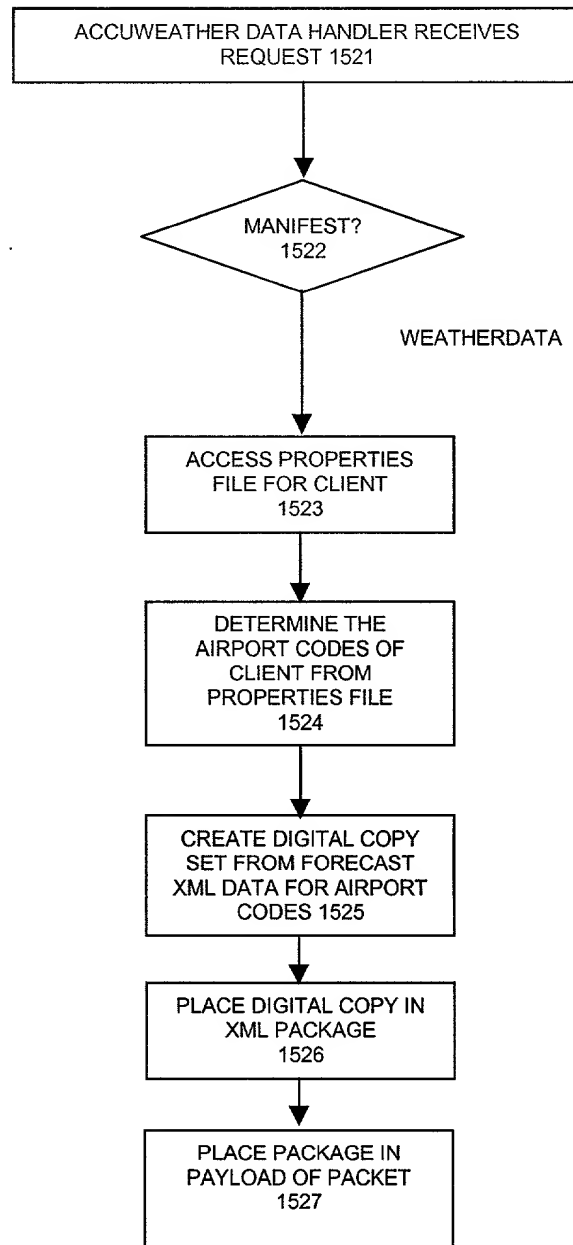 ACCUWEATHER DATA HANDLER RECEIVES
REQUEST 1521
MANIFEST?
1522
WEATHERDATA
ACCESS PROPERTIES
FILE FOR CLIENT
1523
DETERMINE THE
AIRPORT CODES OF
CLIENT FROM
PROPERTIES FILE
1524
CREATE DIGITAL COPY
SET FROM FORECAST
XML DATA FOR AIRPORT
CODES 1525
PLACE DIGITAL COPY IN
XML PACKAGE
1526
PLACE PACKAGE IN
PAYLOAD OF PACKET
1527